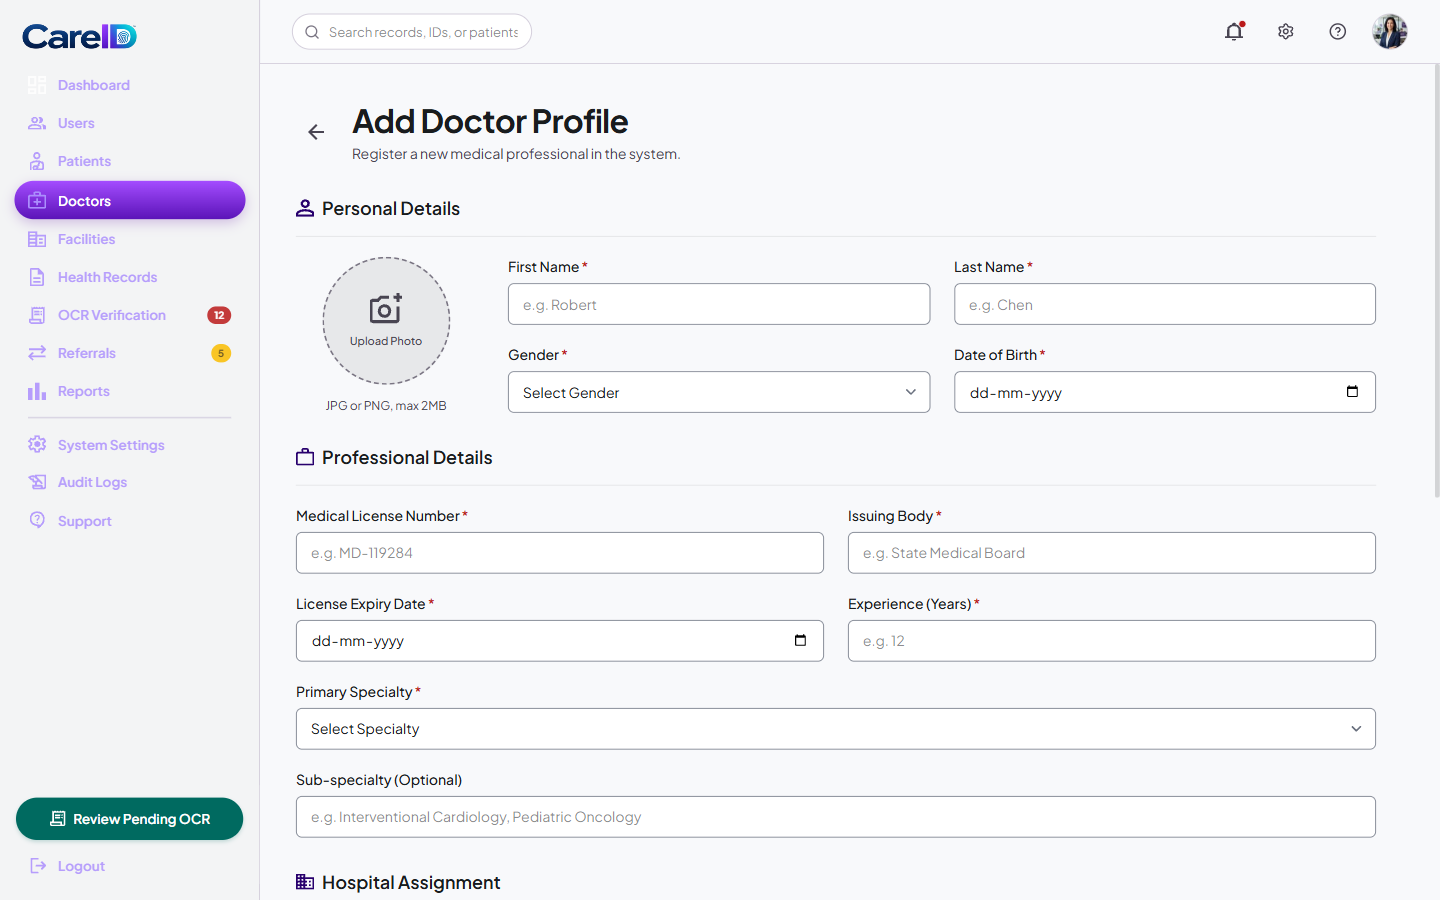 CareID
Dashboard
Users
Patients
Doctors
Facilities
Health Records
OCR Verification 12
Referrals 5
Reports
System Settings
Audit Logs
Support
Review Pending OCR
Logout
Search records, IDs, or patients
Add Doctor Profile
Register a new medical professional in the system.
Personal Details
Upload Photo
JPG or PNG, max 2MB
First Name *
e.g. Robert
Last Name *
e.g. Chen
Gender *
Select Gender
Date of Birth *
dd-mm-yyyy
Professional Details
Medical License Number *
e.g. MD-119284
Issuing Body *
e.g. State Medical Board
License Expiry Date *
dd-mm-yyyy
Experience (Years) *
e.g. 12
Primary Specialty *
Select Specialty
Sub-specialty (Optional)
e.g. Interventional Cardiology, Pediatric Oncology
Hospital Assignment